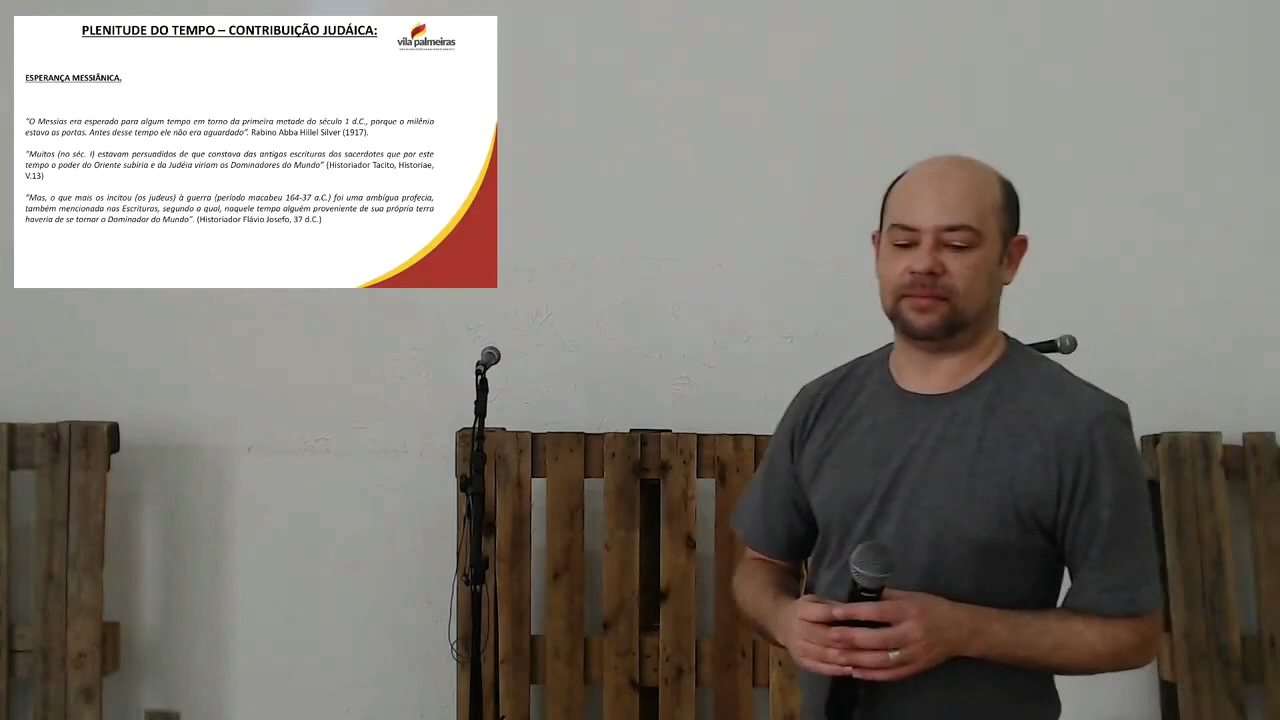 PLENITUDE DO TEMPO – CONTRIBUIÇÃO JUDÁICA:
vila palmeiras
ESPERANÇA MESSIÂNICA.
"O Messias era esperado para algum tempo em torno da primeira metade do século 1 d.C., porque o milênio
estava as portas. Antes desse tempo ele não era aguardado". Rabino Abba Hillel Silver (1917).
"Muitos (no séc. I) estavam persuadidos de que constava das antigas escrituras dos sacerdotes que por este
tempo o poder do Oriente subiria e da Judéia viriam os Dominadores do Mundo" (Historiador Tacito, Historiae,
V.13)
"Mas, o que mais os incitou (os judeus) à guerra (período macabeu 164-37 a.C.) foi uma ambígua profecia,
também mencionada nas Escrituras, segundo a qual, naquele tempo alguém proveniente de sua própria terra
haveria de se tornar o Dominador do Mundo". (Historiador Flávio Josefo, 37 d.C.)